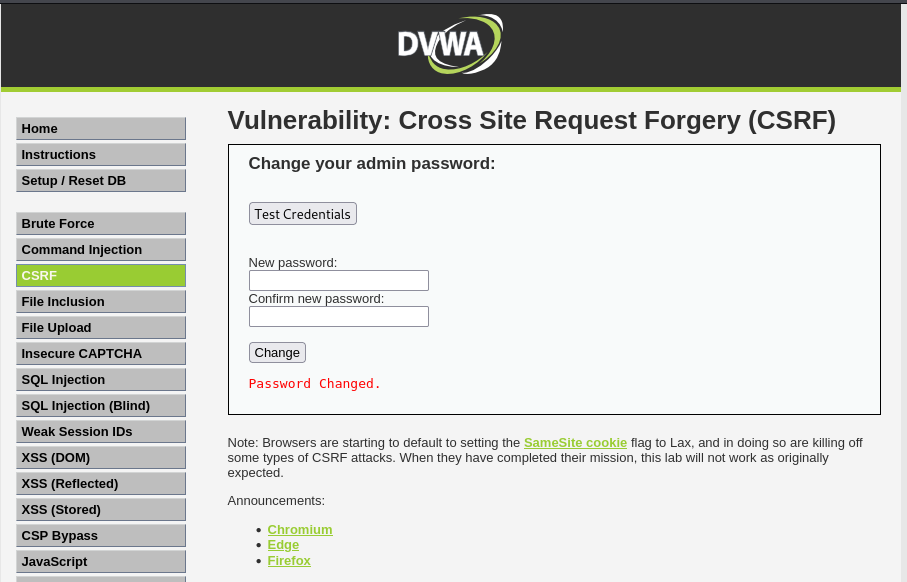 DVWA
Vulnerability: Cross Site Request Forgery (CSRF)
Home
Instructions
Setup / Reset DB
Brute Force
Command Injection
CSRF
File Inclusion
File Upload
Insecure CAPTCHA
SQL Injection
SQL Injection (Blind)
Weak Session IDs
XSS (DOM)
XSS (Reflected)
XSS (Stored)
CSP Bypass
JavaScript
Change your admin password:
Test Credentials
New password:
Confirm new password:
Change
Password Changed.
Note: Browsers are starting to default to setting the SameSite cookie flag to Lax, and in doing so are killing off
some types of CSRF attacks. When they have completed their mission, this lab will not work as originally
expected.
Announcements:
• Chromium
• Edge
• Firefox